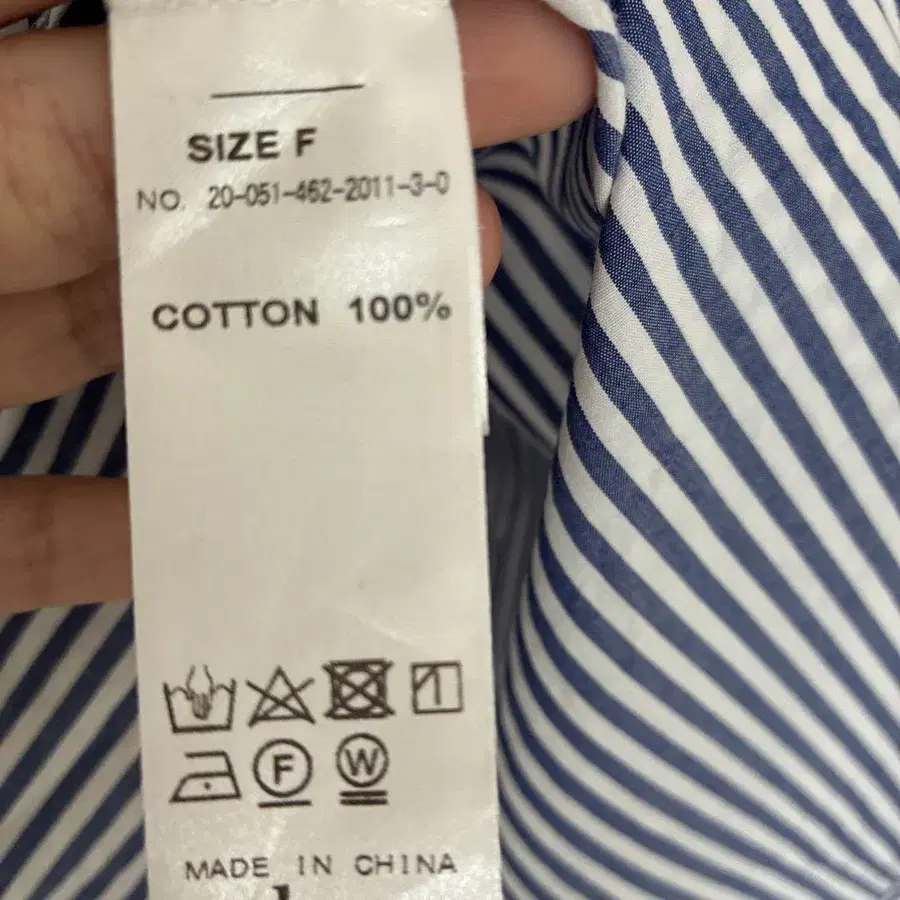 SIZE F
NO. 20-051-462-2011-3-0
COTTON 100%
F W
MADE IN CHINA